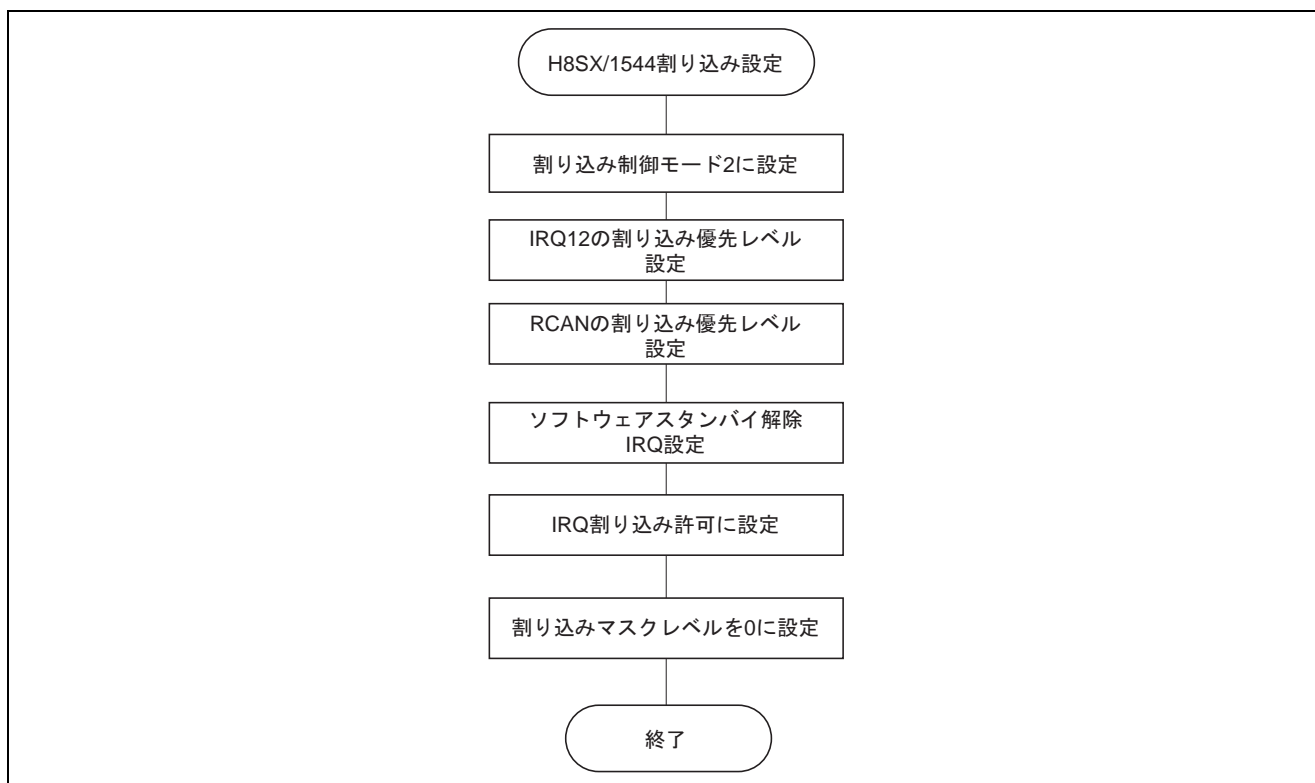 H8SX/1544割り込み設定
割り込み制御モード2に設定
IRQ12の割り込み優先レベル
設定
RCANの割り込み優先レベル
設定
ソフトウェアスタンバイ解除
IRQ設定
IRQ割り込み許可に設定
割り込みマスクレベルを0に設定
終了